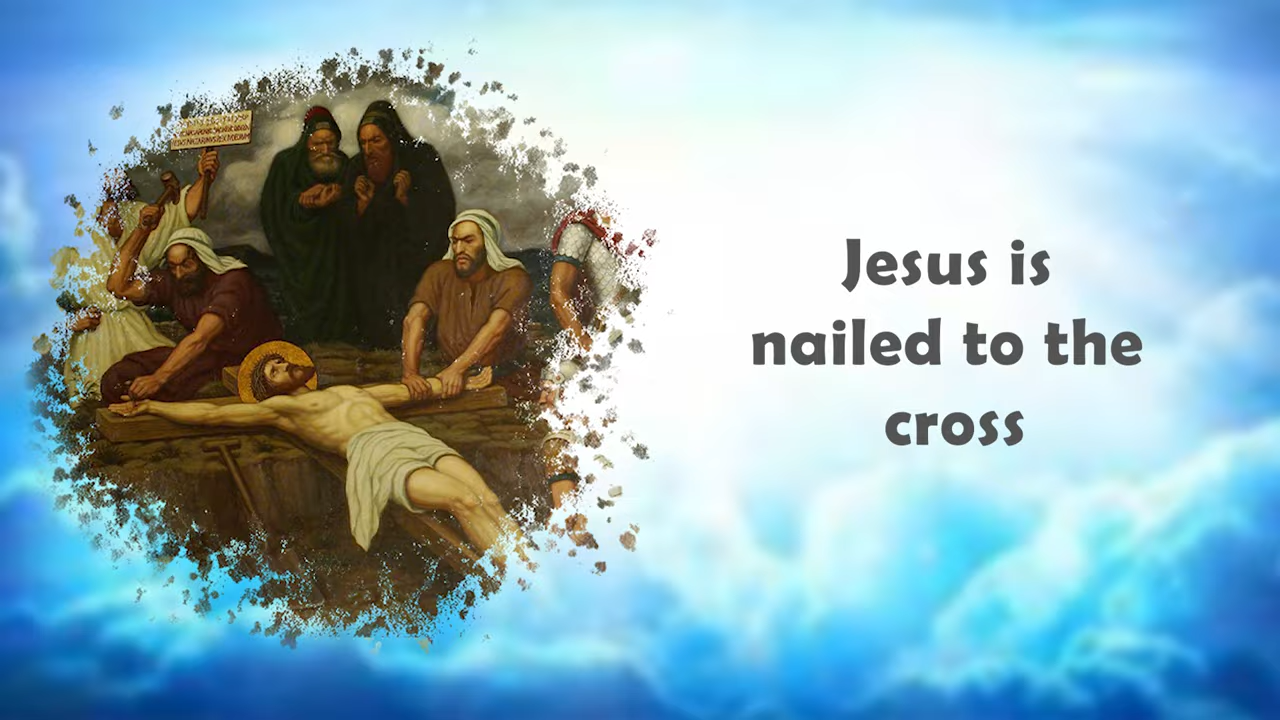 Jesus is
nailed to the
cross